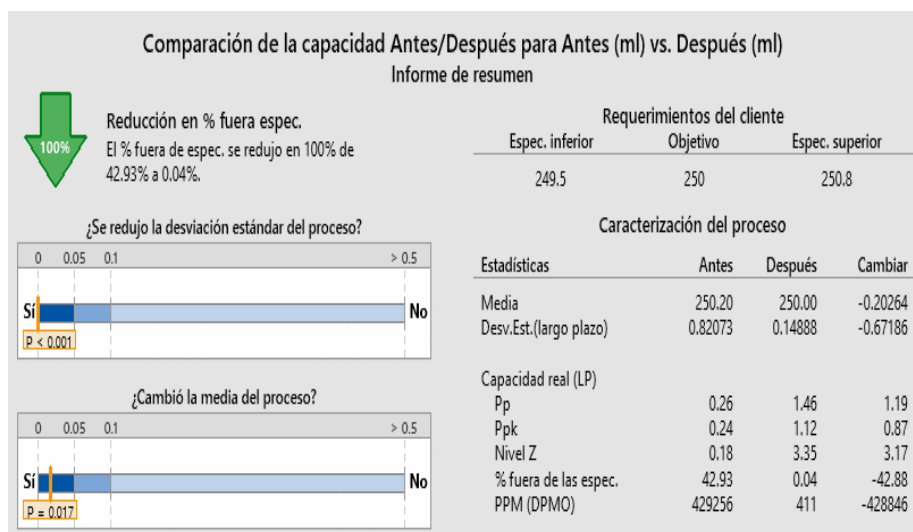 Comparación de la capacidad Antes/Después para Antes (ml) vs. Después (ml)
Informe de resumen
100%
Reducción en % fuera espec.
El % fuera de espec. se redujo en 100% de
42.93% a 0.04%.
¿Se redujo la desviación estándar del proceso?
0 0.05 0.1 > 0.5
Sí No
P < 0.001
¿Cambió la media del proceso?
0 0.05 0.1 > 0.5
Sí No
P = 0.017
Requerimientos del cliente
Espec. inferior Objetivo Espec. superior
249.5 250 250.8
Caracterización del proceso
Estadísticas Antes Después Cambiar
Media 250.20 250.00 -0.20264
Desv.Est.(largo plazo) 0.82073 0.14888 -0.67186
Capacidad real (LP)
Pp 0.26 1.46 1.19
Ppk 0.24 1.12 0.87
Nivel Z 0.18 3.35 3.17
% fuera de las espec. 42.93 0.04 -42.88
PPM (DPMO) 429256 411 -428846